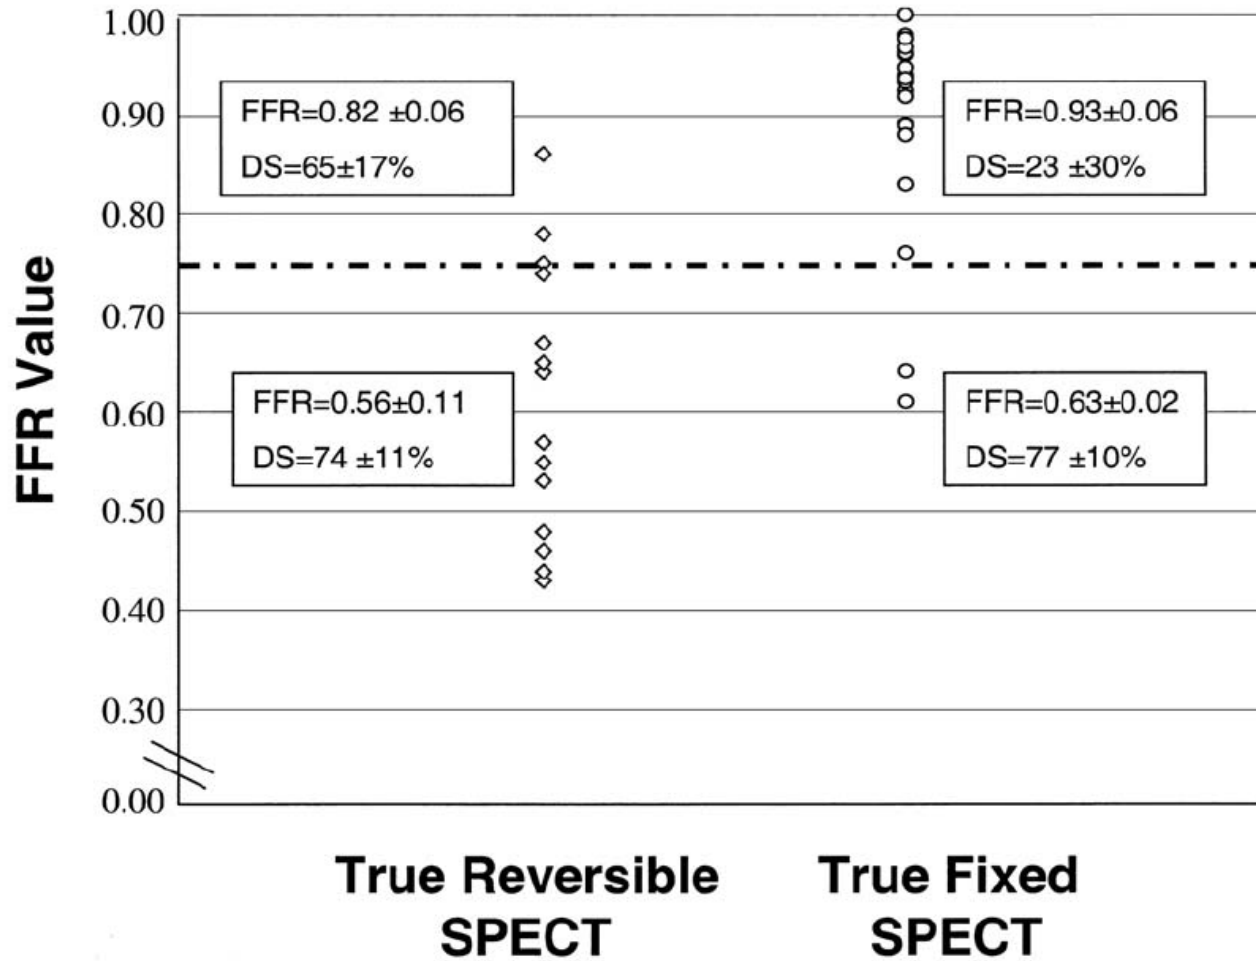 1.00
0.90
0.80
0.70
0.60
0.50
0.40
0.30
0.00
FFR Value
FFR=0.82 ±0.06
DS=65±17%
FFR=0.93±0.06
DS=23 ±30%
FFR=0.56±0.11
DS=74 ±11%
FFR=0.63±0.02
DS=77 ±10%
True Reversible
SPECT
True Fixed
SPECT